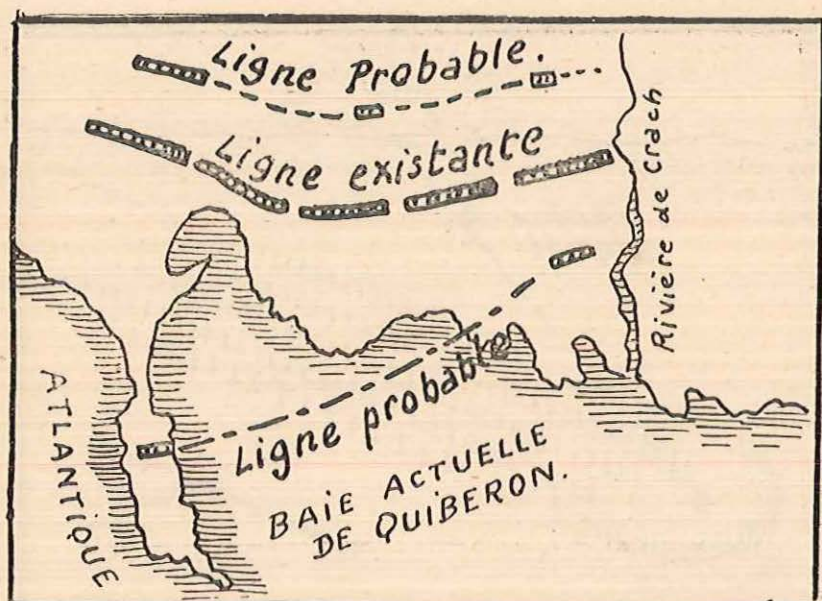 Ligne Probable.
Ligne existante
Rivière de Crach
Ligne probable
BAIE ACTUELLE
DE QUIBERON.
ATLANTIQUE